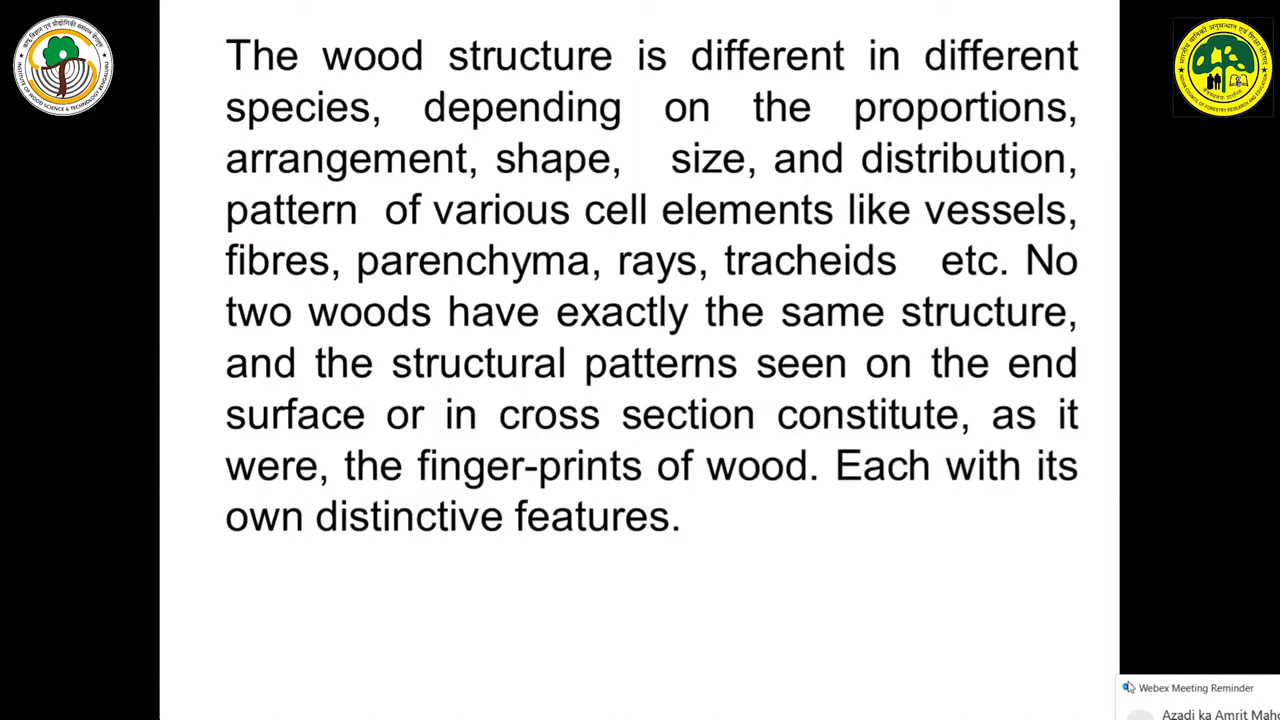 The wood structure is different in different
species, depending on the proportions,
arrangement, shape, size, and distribution,
pattern of various cell elements like vessels,
fibres, parenchyma, rays, tracheids etc. No
two woods have exactly the same structure,
and the structural patterns seen on the end
surface or in cross section constitute, as it
were, the finger-prints of wood. Each with its
own distinctive features.
Webex Meeting Reminder
Azadi ka Amrit Maho